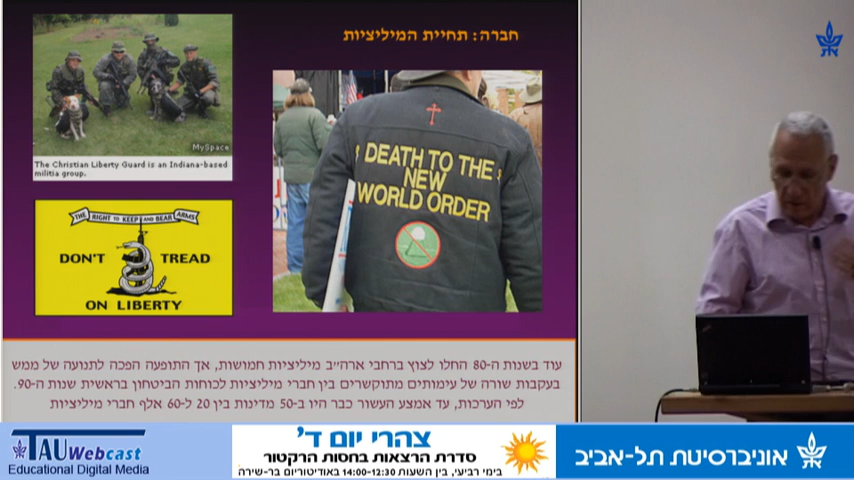 חברה: תחיית המיליציות
MySpace
The Christian Liberty Guard is an Indiana-based
militia group.
THE RIGHT TO KEEP AND BEAR ARMS
DON'T TREAD
ON LIBERTY
DEATH TO THE
NEW
WORLD ORDER
עוד בשנות ה-80 החלו לצוץ ברחבי ארה״ב מיליציות חמושות, אך התופעה הפכה לתנועה של ממש
בעקבות שורה של עימותים מתוקשרים בין חברי מיליציות לכוחות הביטחון בראשית שנות ה-90.
לפי הערכות, עד אמצע העשור כבר היו ב-50 מדינות בין 20 ל-60 אלף חברי מיליציות
TAU Webcast
Educational Digital Media
צהרי יום ד'
סדרת הרצאות בחסות הרקטור
בימי רביעי, בין השעות 14:00-12:30 באודיטוריום בר-שירה
אוניברסיטת תל-אביב